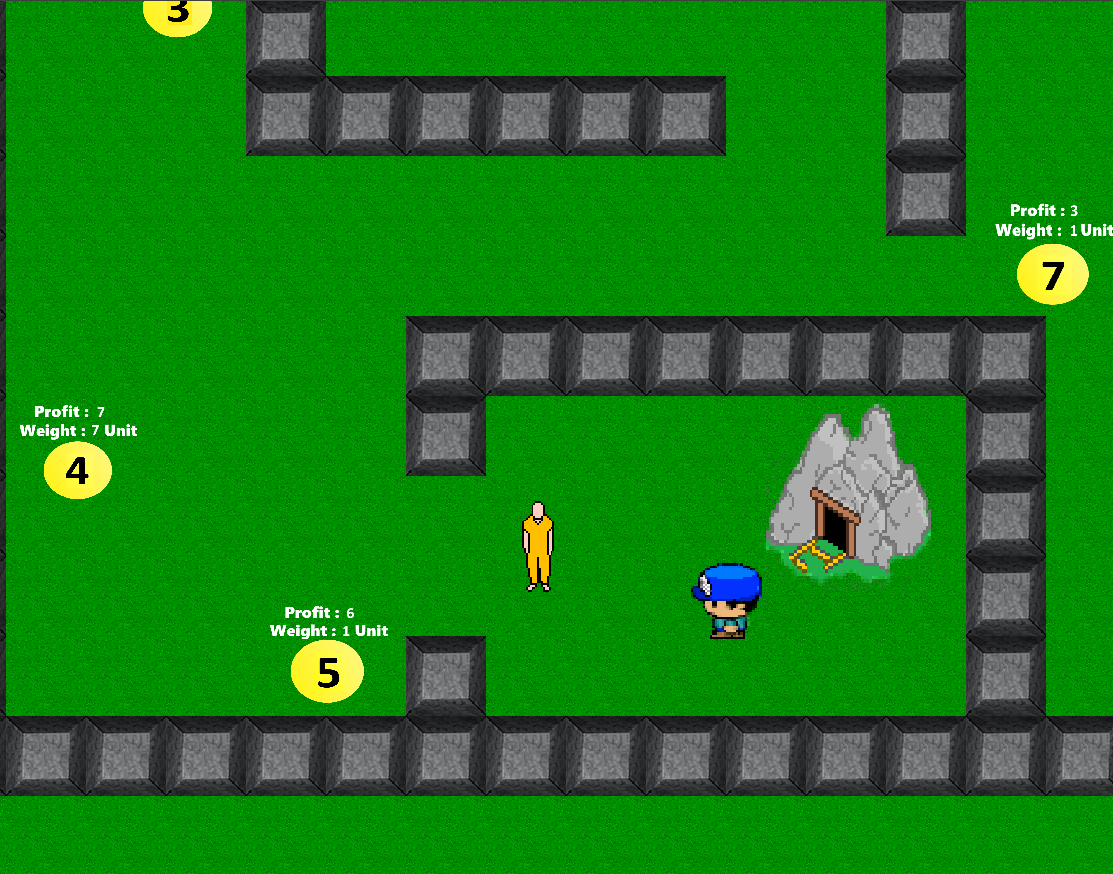 3
Profit : 3
Weight : 1 Unit
7
Profit : 7
Weight : 7 Unit
4
Profit : 6
Weight : 1 Unit
5